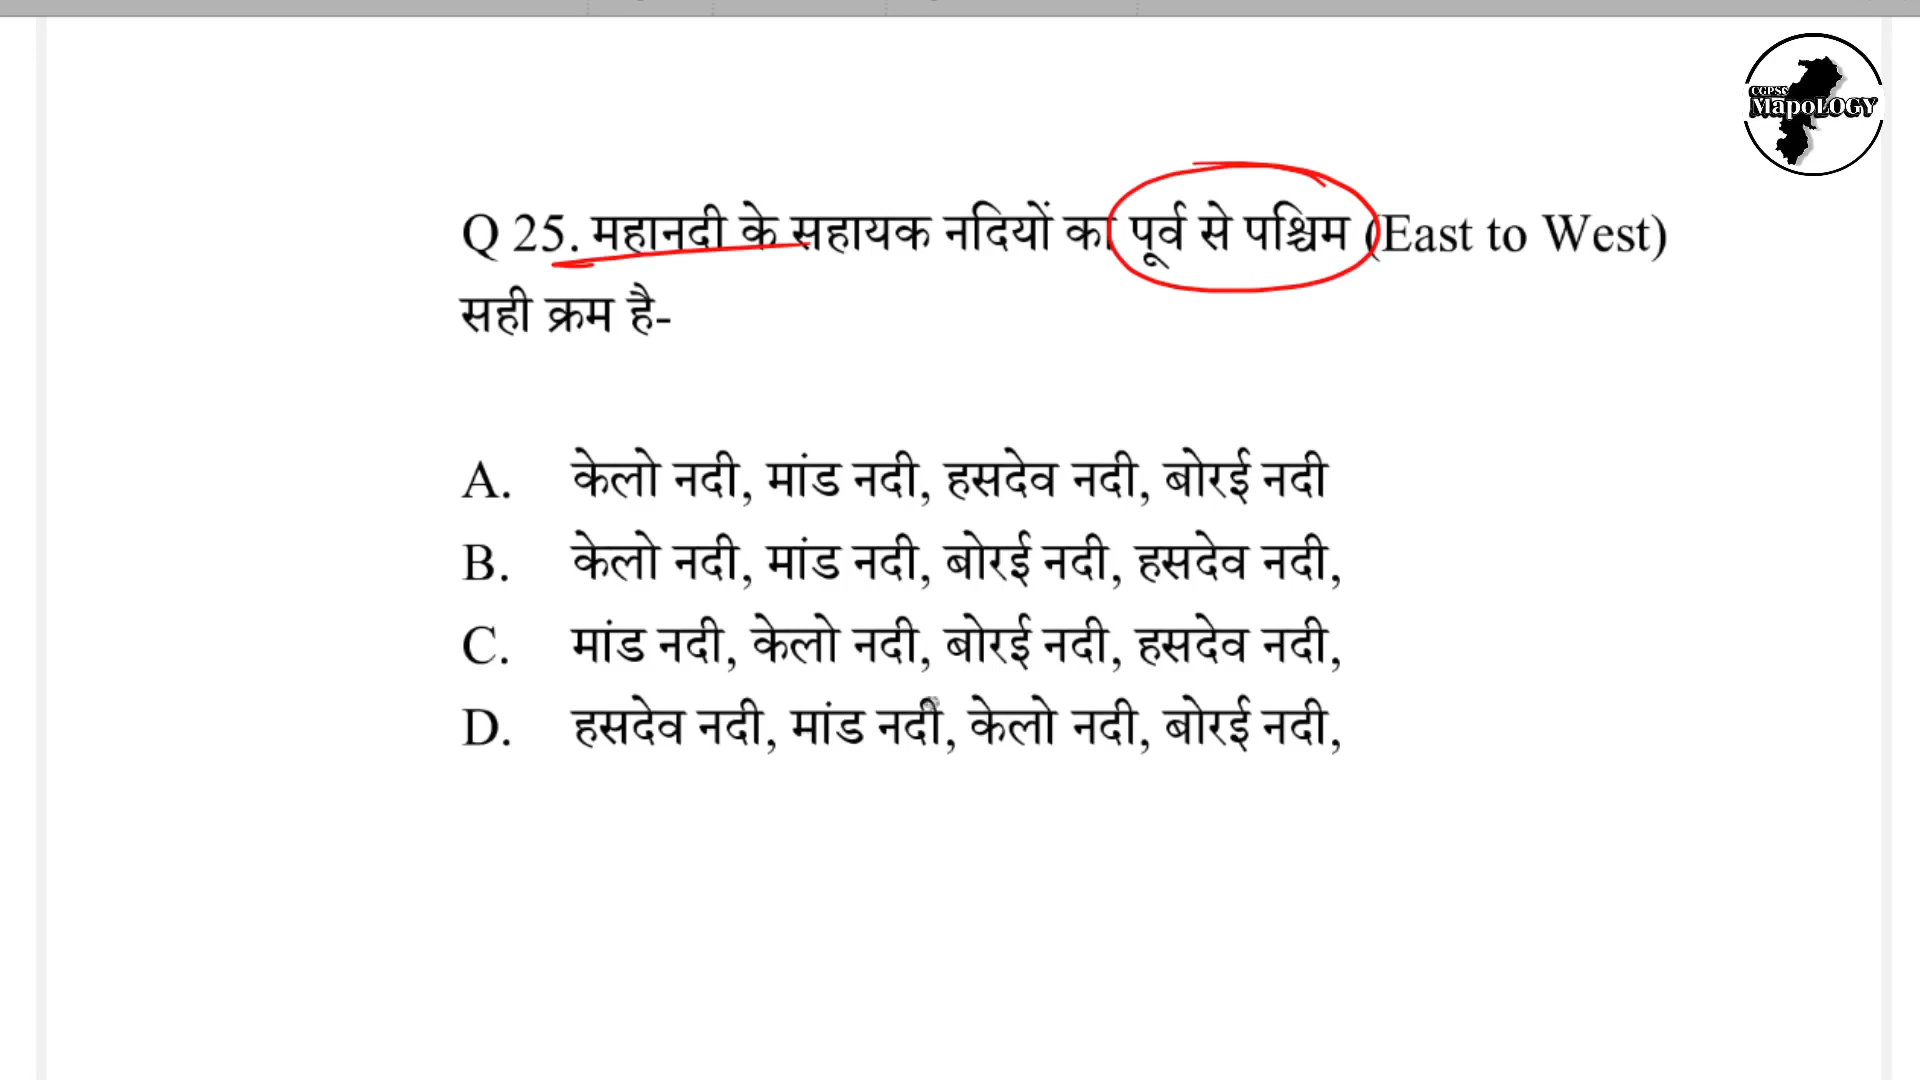 CGPSC
MapoLOGY
Q 25. महानदी के सहायक नदियों का पूर्व से पश्चिम (East to West)
सही क्रम है-
A. केलो नदी, मांड नदी, हसदेव नदी, बोरई नदी
B. केलो नदी, मांड नदी, बोरई नदी, हसदेव नदी,
C. मांड नदी, केलो नदी, बोरई नदी, हसदेव नदी,
D. हसदेव नदी, मांड नदी, केलो नदी, बोरई नदी,